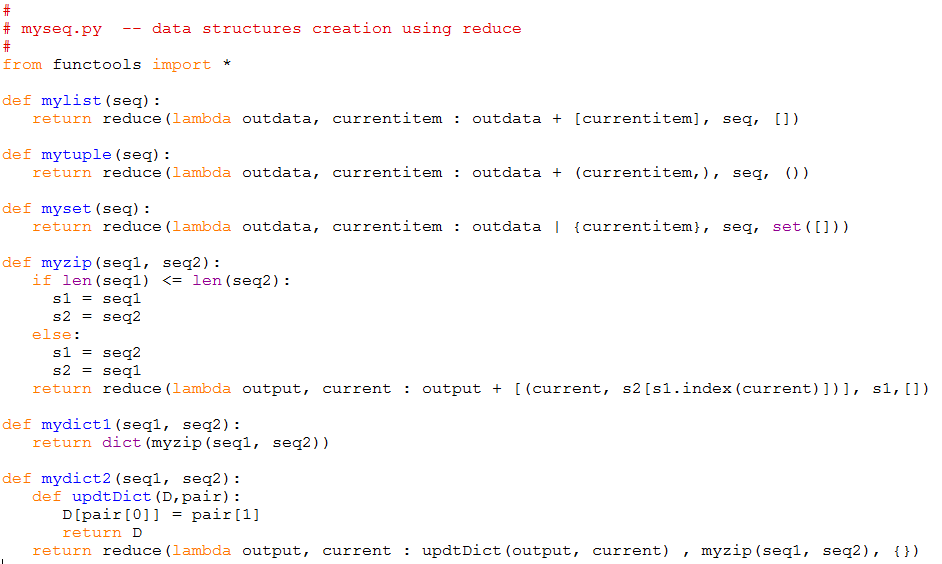 #
# myseq.py  -- data structures creation using reduce
#
from functools import *

def mylist(seq):
   return reduce(lambda outdata, currentitem : outdata + [currentitem], seq, [])

def mytuple(seq):
   return reduce(lambda outdata, currentitem : outdata + (currentitem,), seq, ())

def myset(seq):
   return reduce(lambda outdata, currentitem : outdata | {currentitem}, seq, set([]))

def myzip(seq1, seq2):
   if len(seq1) <= len(seq2):
     s1 = seq1
     s2 = seq2
   else:
     s1 = seq2
     s2 = seq1
   return reduce(lambda output, current : output + [(current, s2[s1.index(current)])], s1,[])

def mydict1(seq1, seq2):
   return dict(myzip(seq1, seq2))

def mydict2(seq1, seq2):
   def updtDict(D,pair):
      D[pair[0]] = pair[1]
      return D
   return reduce(lambda output, current : updtDict(output, current) , myzip(seq1, seq2), {})